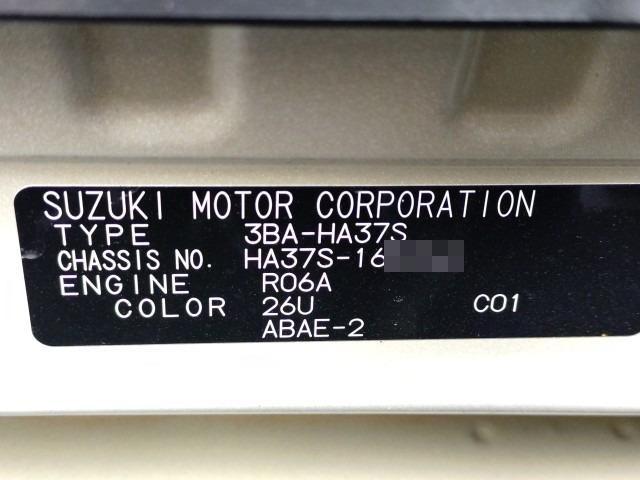 SUZUKI MOTOR CORPORATION
TYPE 3BA-HA37S
CHASSIS NO. HA37S-16
ENGINE R06A
COLOR 26U C01
ABAE-2